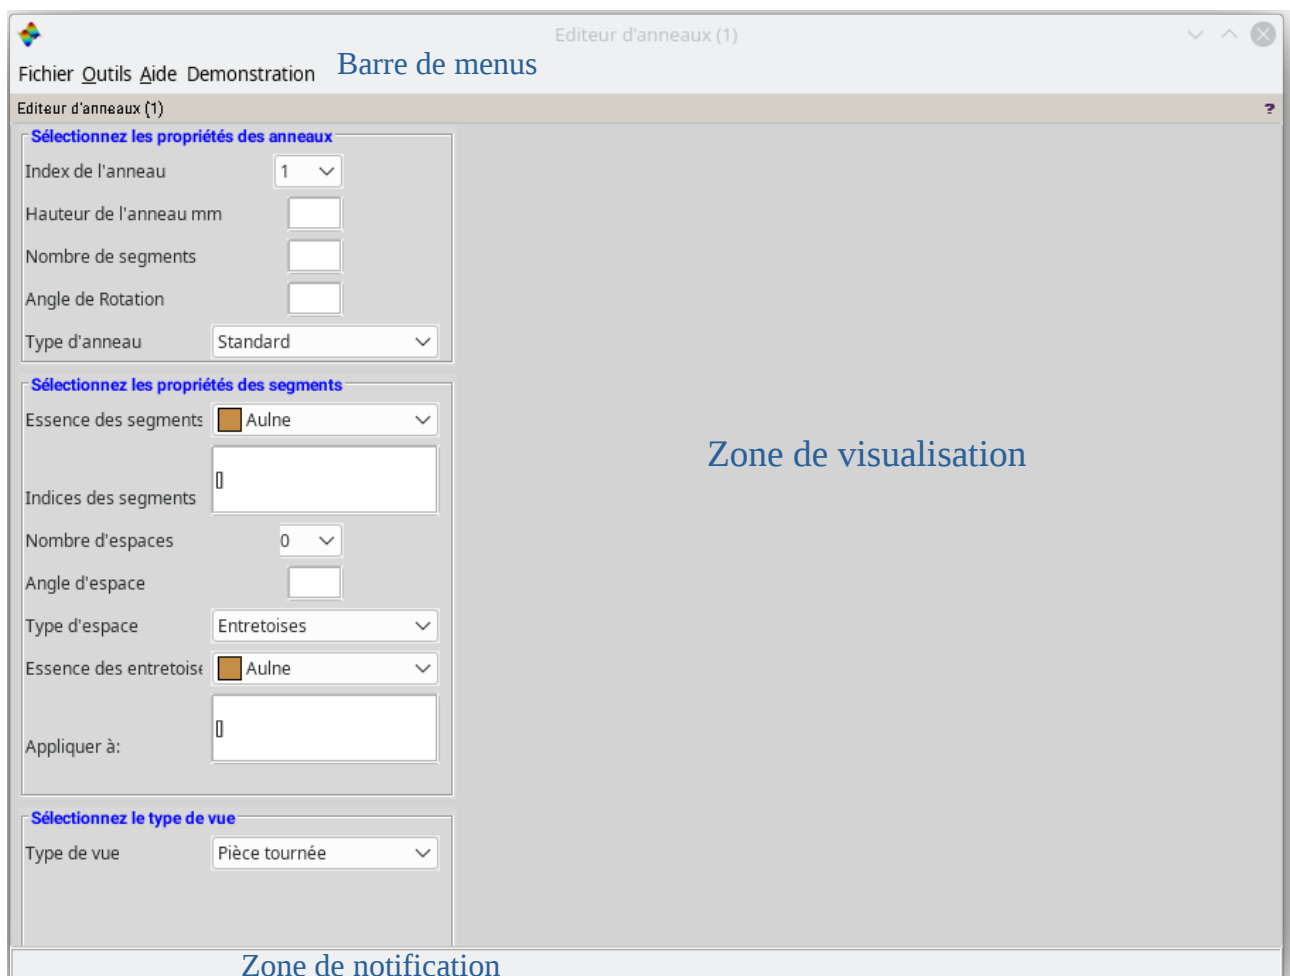 Editeur d'anneaux (1)
Fichier Outils Aide Demonstration Barre de menus
Editeur d'anneaux (1) ?
Sélectionnez les propriétés des anneaux
Index de l'anneau 1
Hauteur de l'anneau mm
Nombre de segments
Angle de Rotation
Type d'anneau Standard
Sélectionnez les propriétés des segments
Essence des segments Aulne
Zone de visualisation
[]
Indices des segments
Nombre d'espaces 0
Angle d'espace
Type d'espace Entretoises
Essence des entretoise Aulne
[]
Appliquer à:
Sélectionnez le type de vue
Type de vue Pièce tournée
Zone de notification